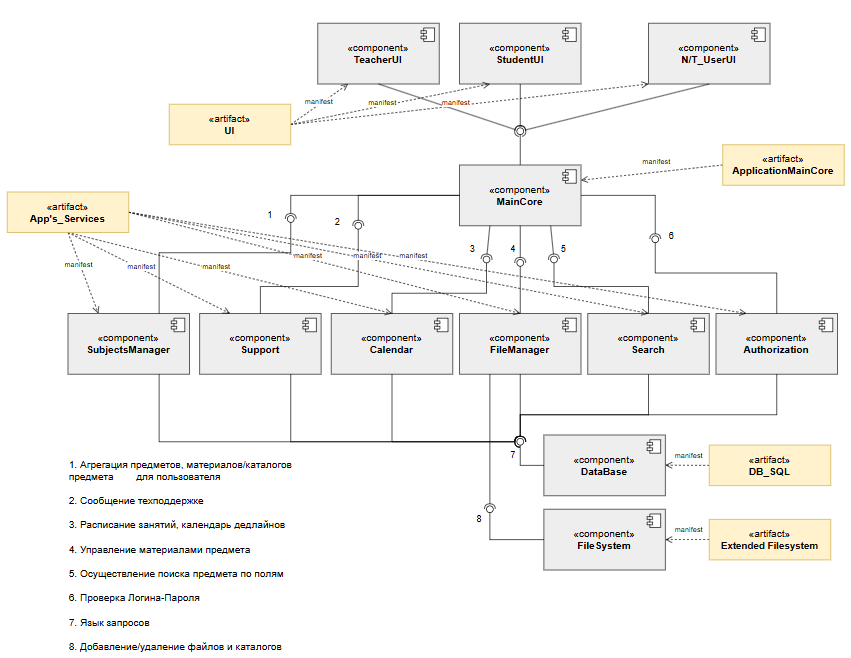 «component»
TeacherUI
«component»
StudentUI
«component»
N/T_UserUI
manifest
manifest
manifest
«artifact»
UI
manifest
«artifact»
ApplicationMainCore
«component»
MainCore
«artifact»
App's_Services
1
2
3
4
5
6
manifest
manifest
manifest
manifest
manifest
manifest
«component»
SubjectsManager
«component»
Support
«component»
Calendar
«component»
FileManager
«component»
Search
«component»
Authorization
7
«component»
DataBase
manifest
«artifact»
DB_SQL
8
«component»
FileSystem
manifest
«artifact»
Extended Filesystem
1. Агрегация предметов, материалов/каталогов
предмета для пользователя
2. Сообщение техподдержке
3. Расписание занятий, календарь дедлайнов
4. Управление материалами предмета
5. Осуществление поиска предмета по полям
6. Проверка Логина-Пароля
7. Язык запросов
8. Добавление/удаление файлов и каталогов